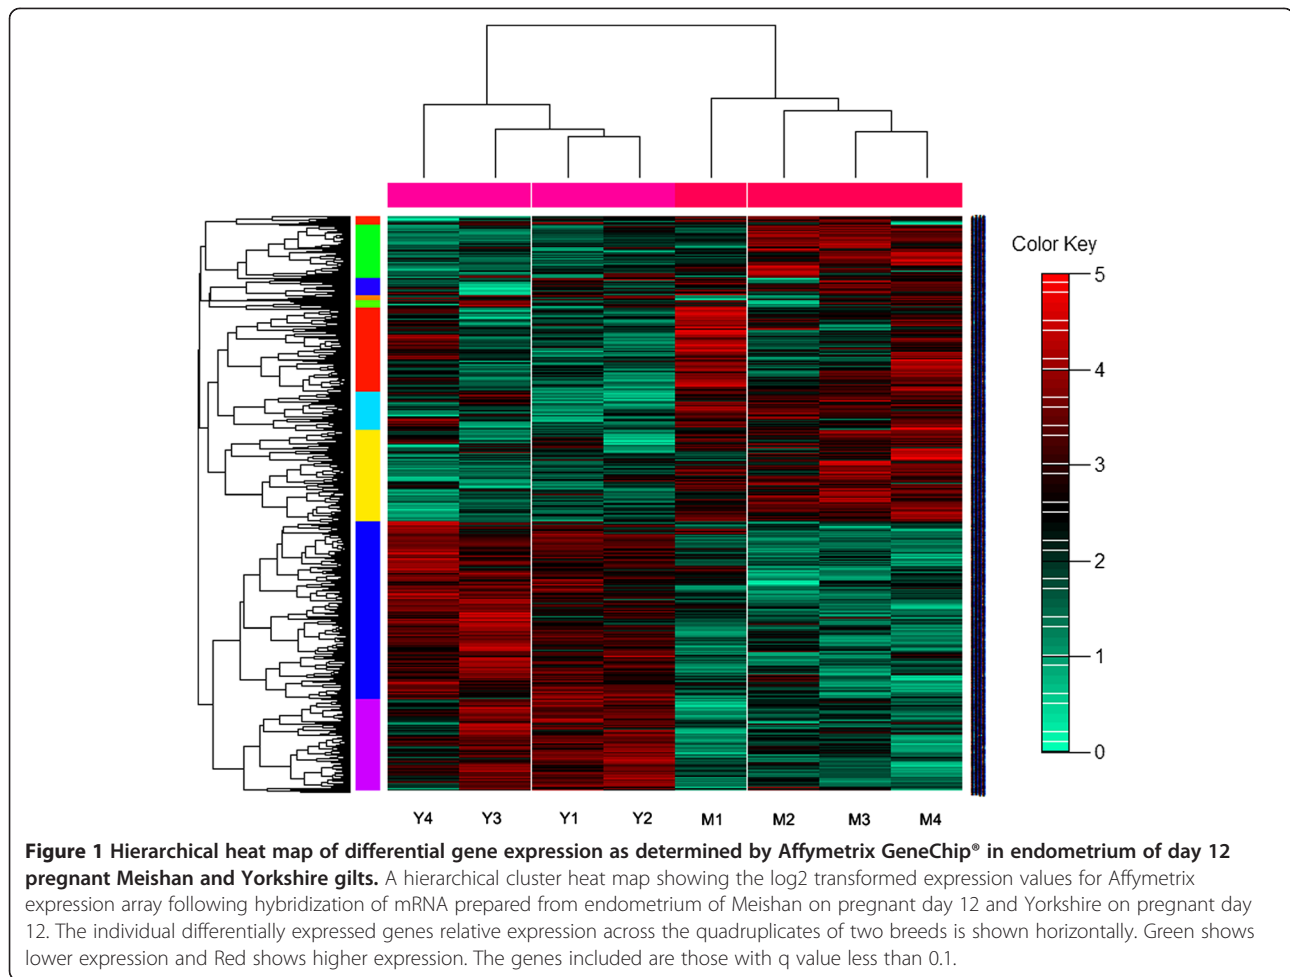 Color Key
5
4
3
2
1
0
Y4 Y3 Y1 Y2 M1 M2 M3 M4
Figure 1 Hierarchical heat map of differential gene expression as determined by Affymetrix GeneChip® in endometrium of day 12
pregnant Meishan and Yorkshire gilts. A hierarchical cluster heat map showing the log2 transformed expression values for Affymetrix
expression array following hybridization of mRNA prepared from endometrium of Meishan on pregnant day 12 and Yorkshire on pregnant day
12. The individual differentially expressed genes relative expression across the quadruplicates of two breeds is shown horizontally. Green shows
lower expression and Red shows higher expression. The genes included are those with q value less than 0.1.